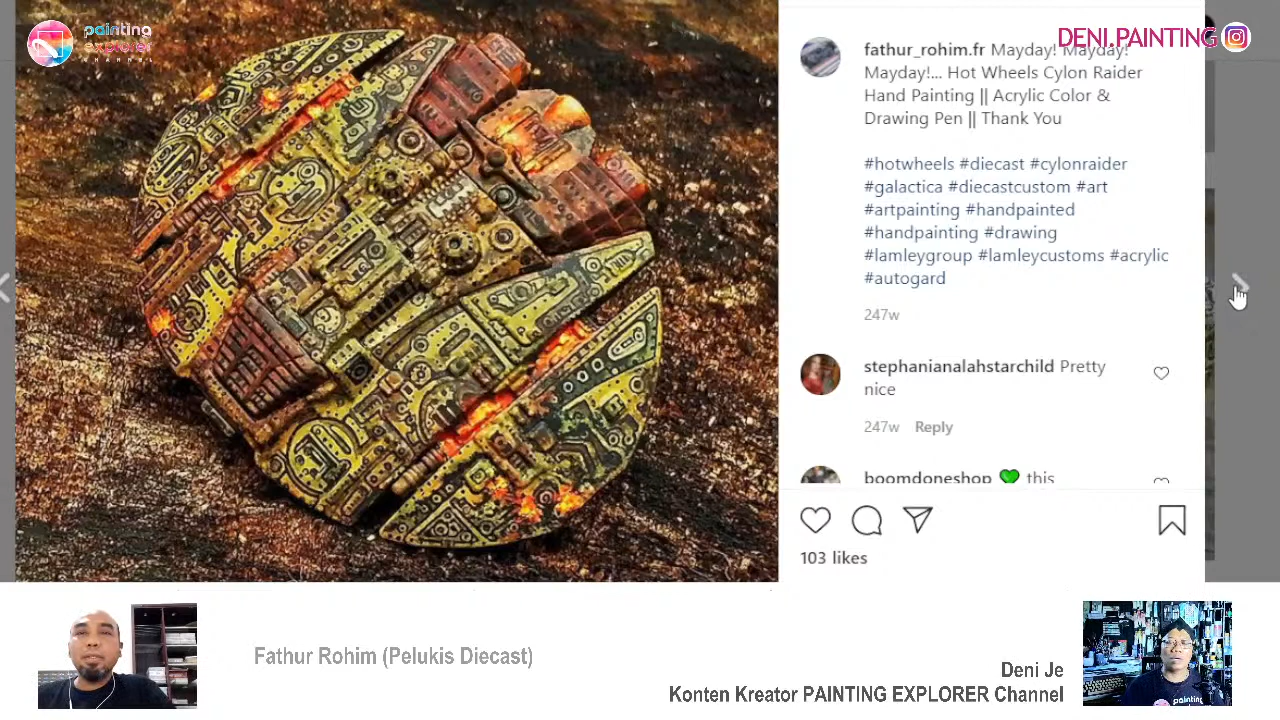 painting
explorer
CHANNEL
DENI.PAINTING
fathur_rohim.fr Mayday! Mayday!
Mayday!... Hot Wheels Cylon Raider
Hand Painting || Acrylic Color &
Drawing Pen || Thank You
#hotwheels #diecast #cylonraider
#galactica #diecastcustom #art
#artpainting #handpainted
#handpainting #drawing
#lamleygroup #lamleycustoms #acrylic
#autogard
247w
stephanianalahstarchild Pretty
nice
247w Reply
boomdoneshop 💚 this
103 likes
Fathur Rohim (Pelukis Diecast)
Deni Je
Konten Kreator PAINTING EXPLORER Channel
painting